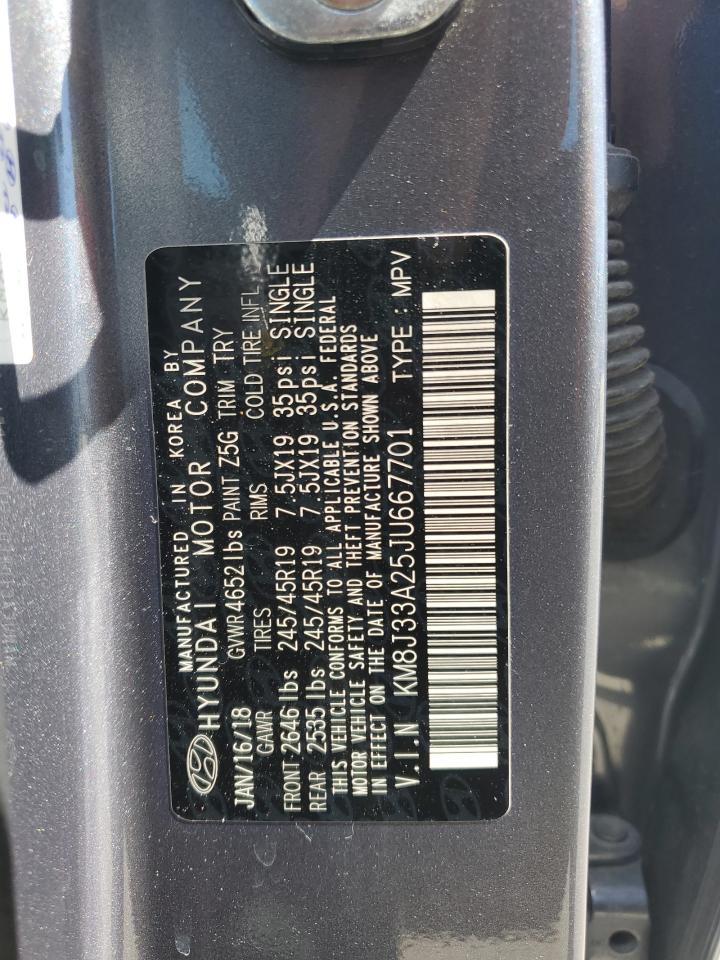 MANUFACTURED IN KOREA BY
HYUNDAI MOTOR COMPANY
JAN/16/18 GVWR 4652lbs PAINT Z5G TRIM TRY
GAWR TIRES RIMS COLD TIRE INFL
FRONT 2646 lbs 245/45R19 7.5JX19 35psi SINGLE
REAR 2535 lbs 245/45R19 7.5JX19 35psi SINGLE
THIS VEHICLE CONFORMS TO ALL APPLICABLE U.S.A. FEDERAL
MOTOR VEHICLE SAFETY AND THEFT PREVENTION STANDARDS
IN EFFECT ON THE DATE OF MANUFACTURE SHOWN ABOVE
V.I.N KM8J33A25JU667701 TYPE : MPV